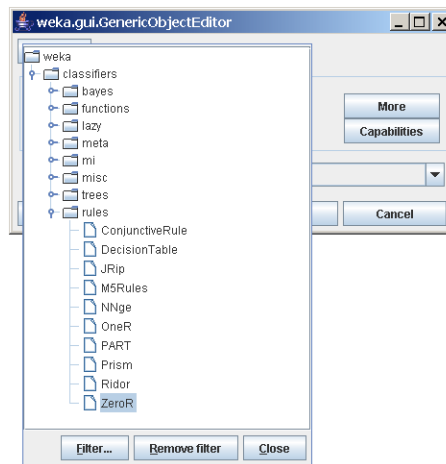 weka.gui.GenericObjectEditor
weka
classifiers
bayes
functions
lazy
meta
mi
misc
trees
rules
ConjunctiveRule
DecisionTable
JRip
M5Rules
NNge
OneR
PART
Prism
Ridor
ZeroR
More
Capabilities
Cancel
Filter...
Remove filter
Close